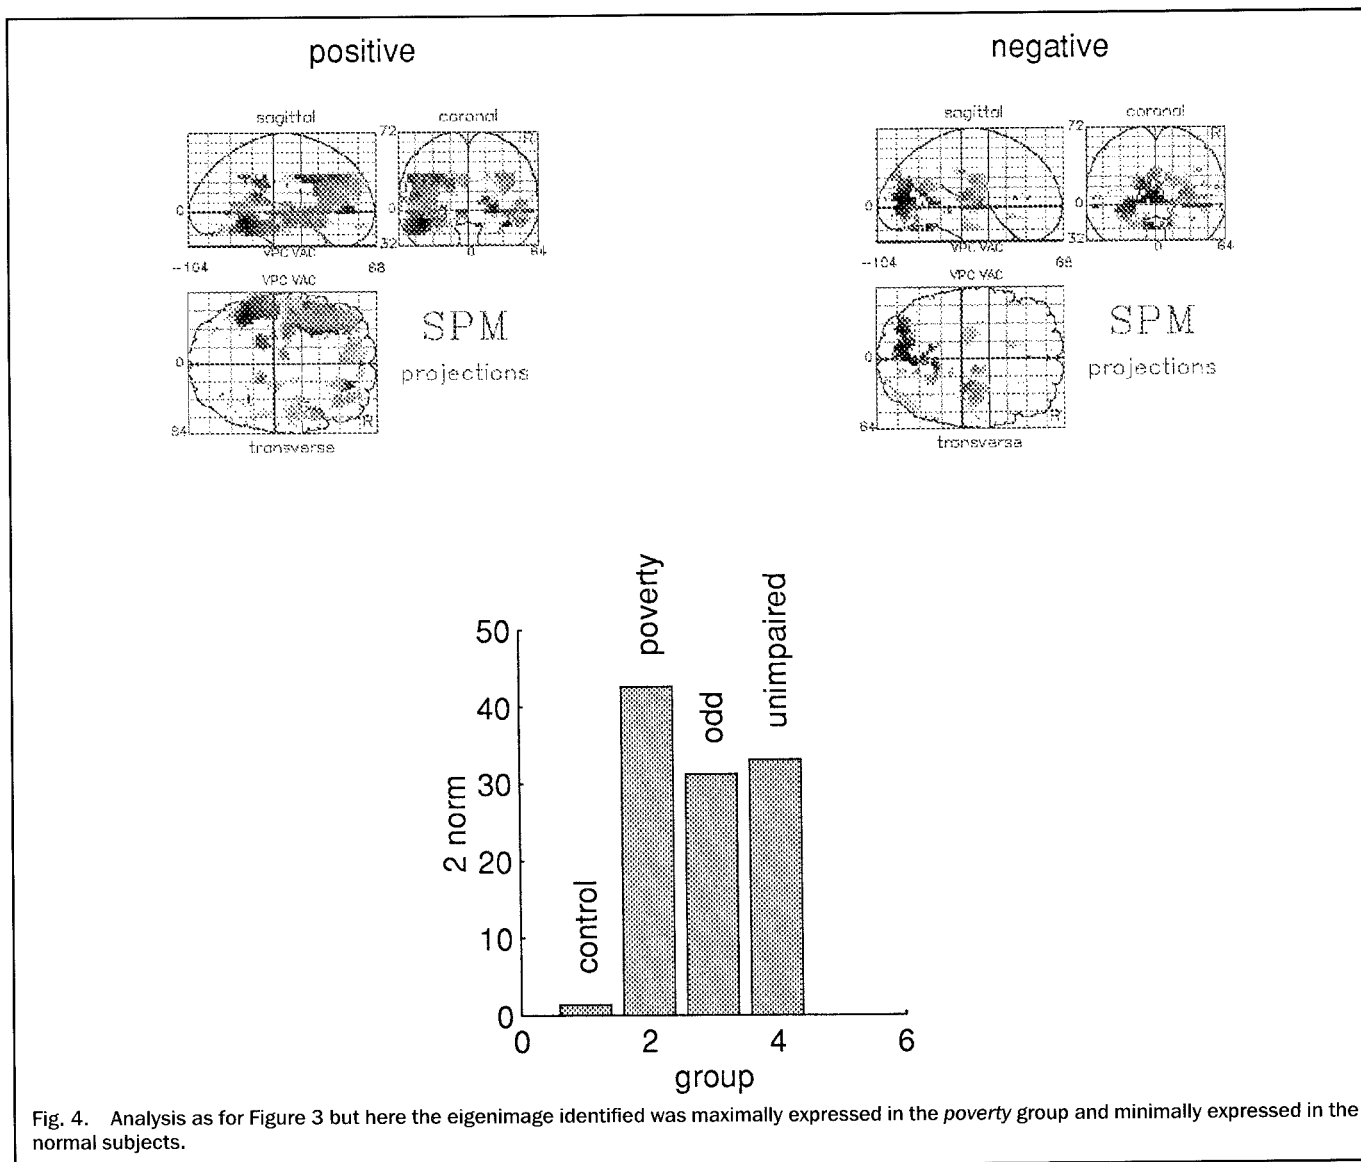 positive
negative
sagittal
coronal
72
R
0
0
32
VPC VAC
0
64
--104
68
VPC VAC
0
64
R
transverse
SPM
projections
sagittal
coronal
72
R
0
0
32
VPC VAC
0
64
--104
68
VPC VAC
0
64
R
transverse
SPM
projections
50
40
30
20
10
0
2 norm
control
poverty
odd
unimpaired
0
2
4
6
group
Fig. 4. Analysis as for Figure 3 but here the eigenimage identified was maximally expressed in the poverty group and minimally expressed in the
normal subjects.